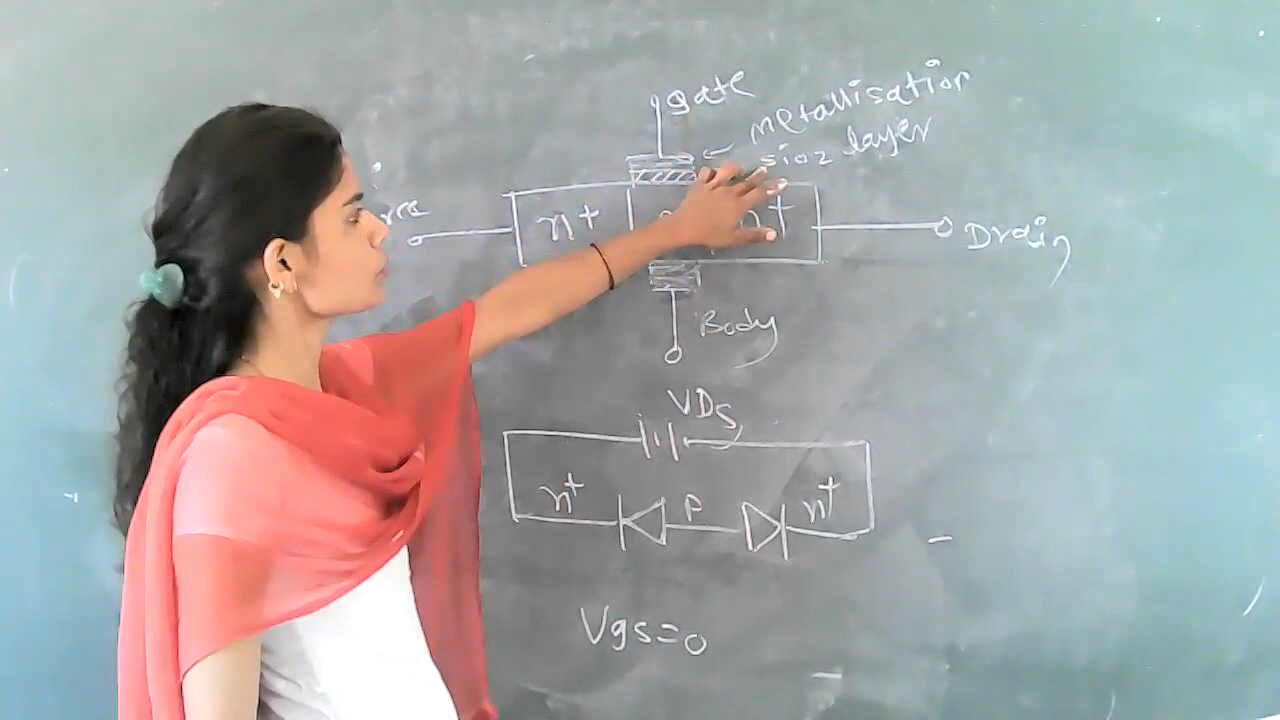 gate
metallisation
sio2 layer
n+ n+
Drain
Body
VDS
n+ P n+
Vgs=0